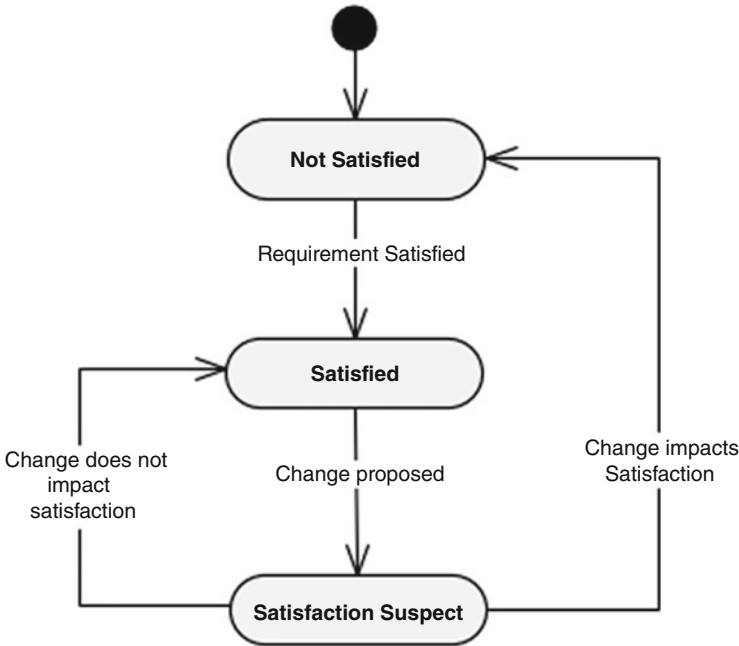 Not Satisfied
Requirement Satisfied
Satisfied
Change does not
impact
satisfaction
Change proposed
Change impacts
Satisfaction
Satisfaction Suspect